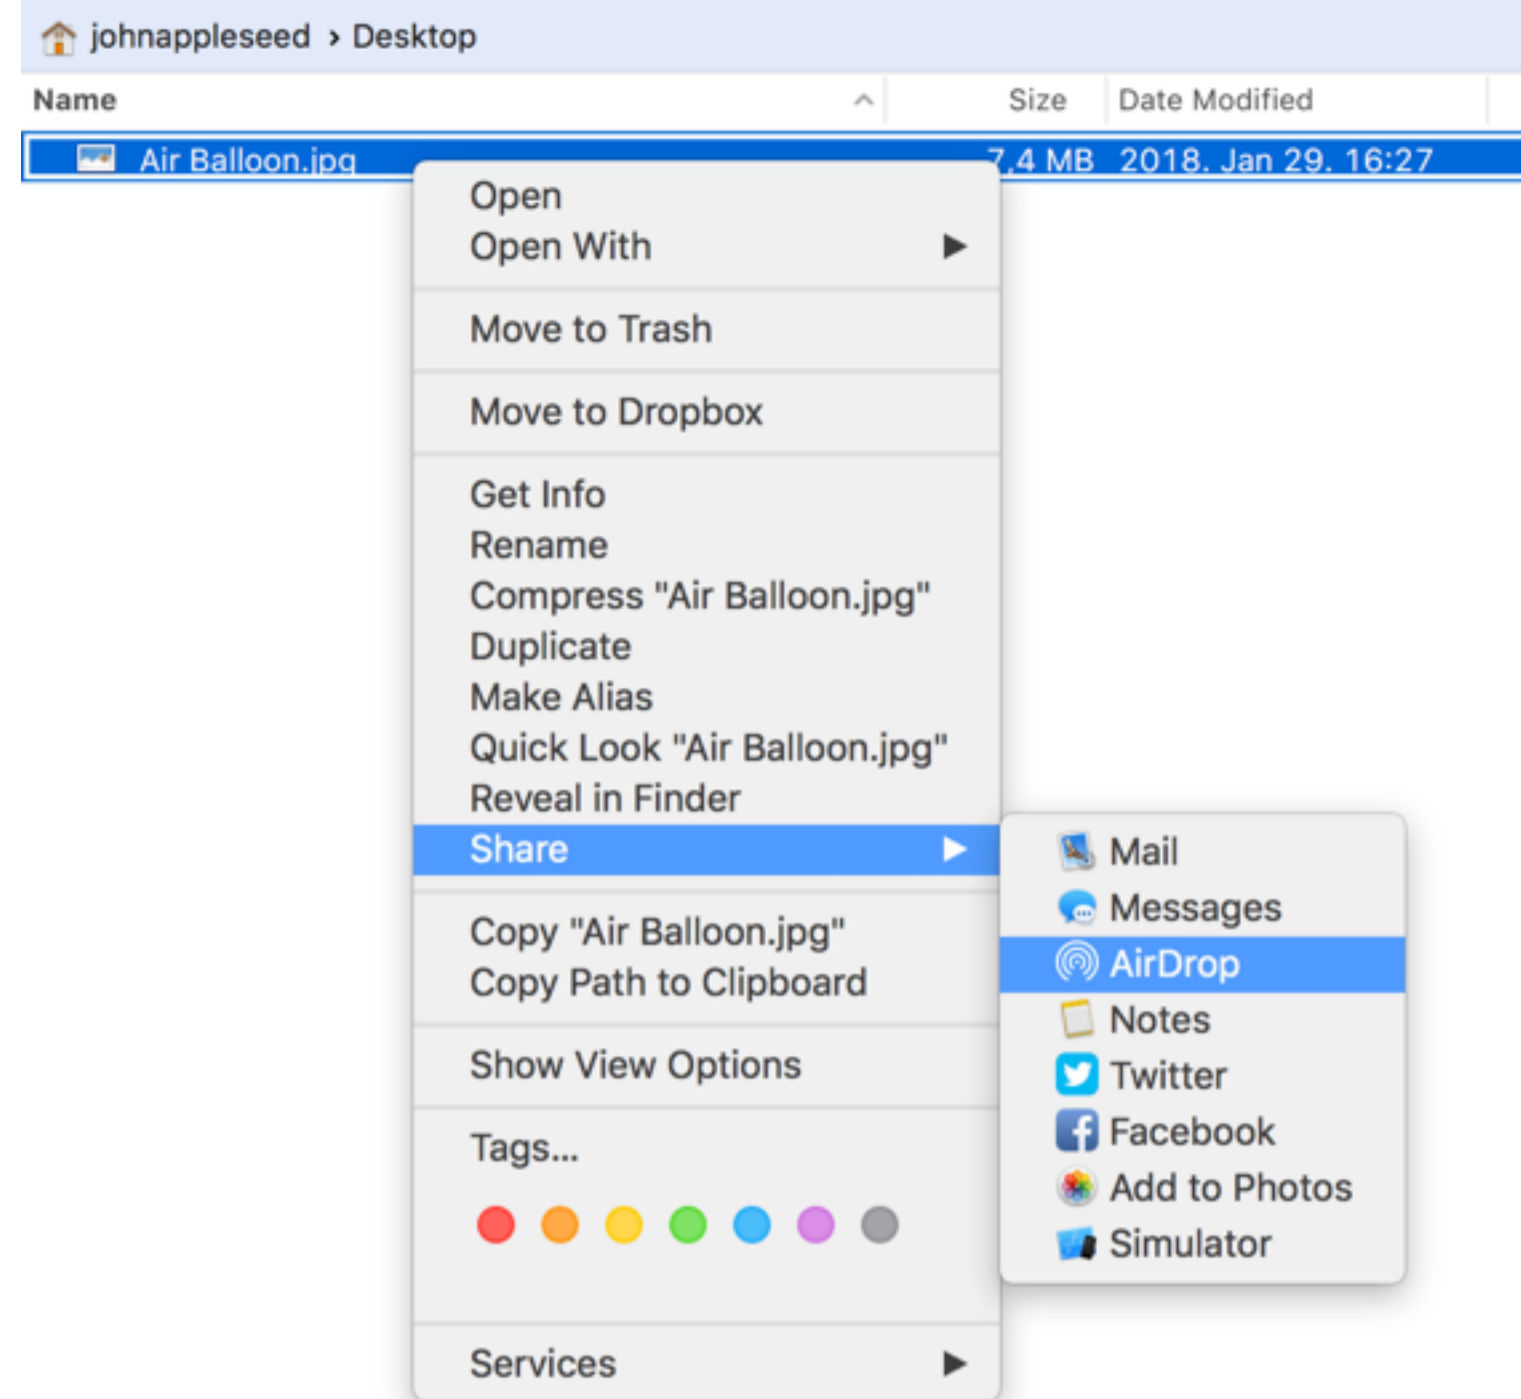 johnappleseed › Desktop
Name Size Date Modified
Air Balloon.jpg 7,4 MB 2018. Jan 29. 16:27
Open
Open With
Move to Trash
Move to Dropbox
Get Info
Rename
Compress "Air Balloon.jpg"
Duplicate
Make Alias
Quick Look "Air Balloon.jpg"
Reveal in Finder
Share
Mail
Messages
AirDrop
Notes
Twitter
Facebook
Add to Photos
Simulator
Copy "Air Balloon.jpg"
Copy Path to Clipboard
Show View Options
Tags...
Services